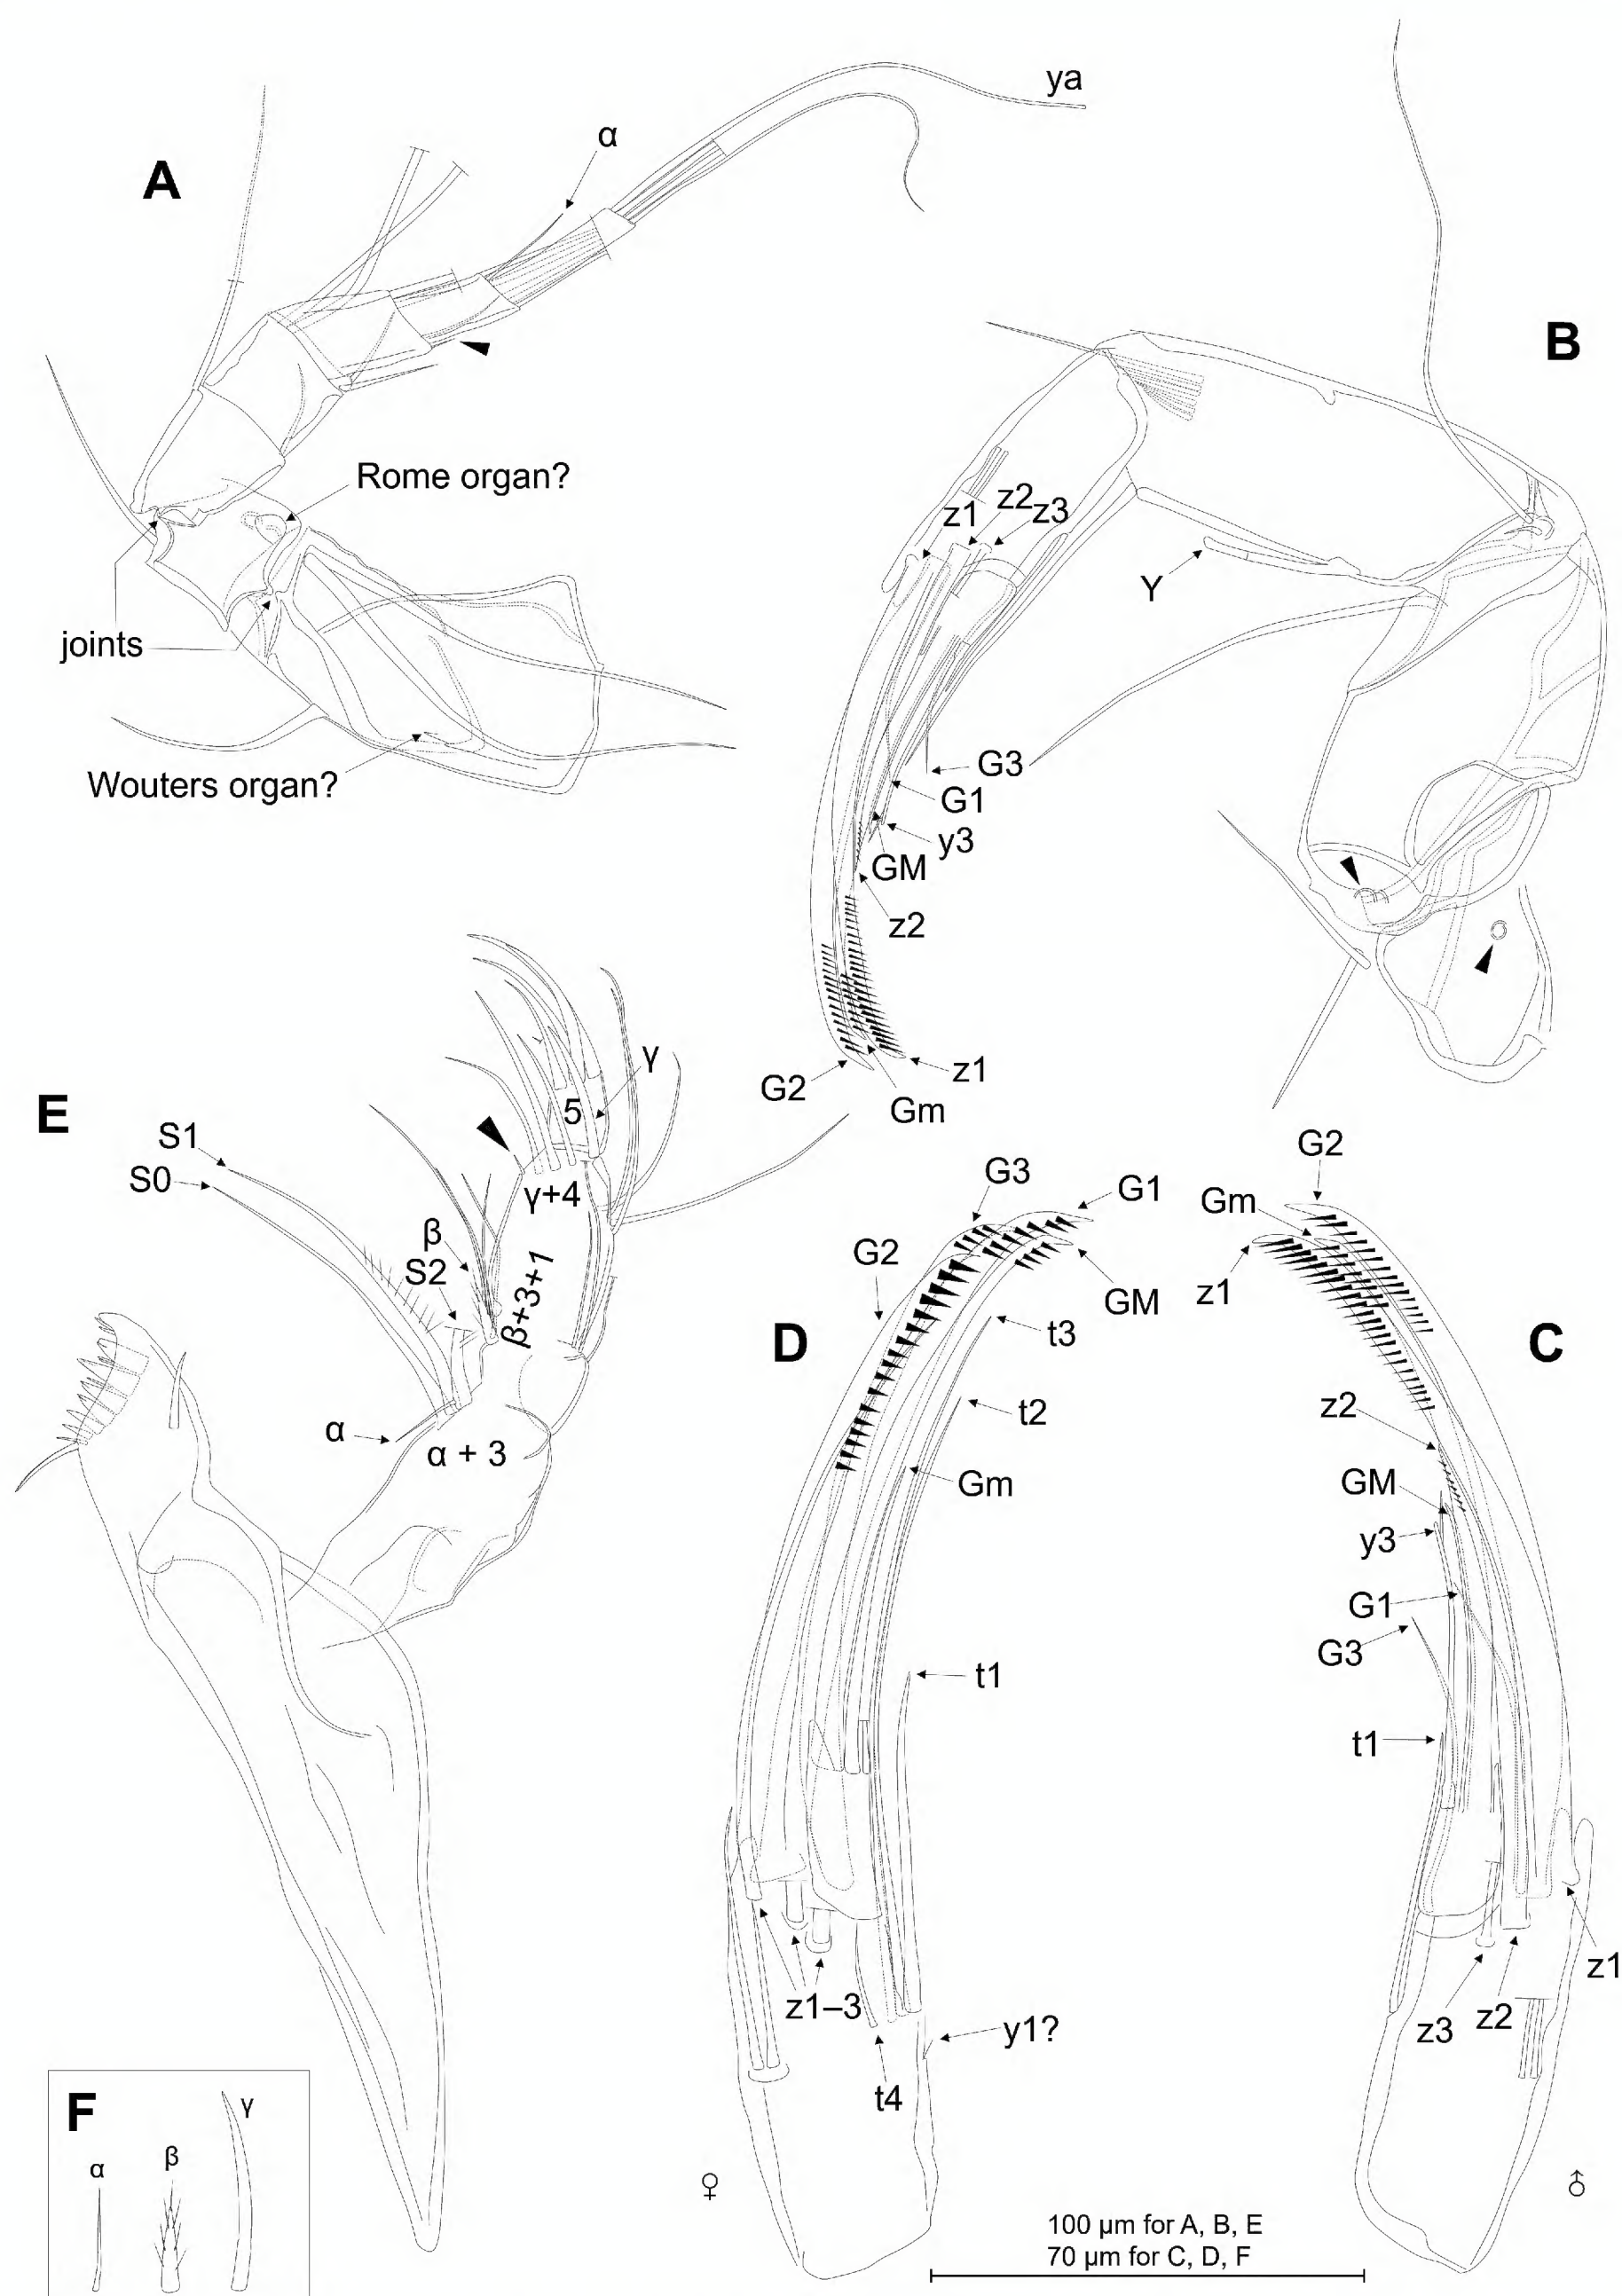 A
ya
α
Rome organ?
joints
Wouters organ?
B
z1
z2
z3
Y
G3
G1
y3
GM
z2
z1
G2
Gm
E
S1
S0
β
S2
α
α + 3
β+3+1
γ+4
5
γ
D
G3
G1
G2
GM
t3
t2
Gm
t1
z1–3
y1?
t4
♀
C
G2
Gm
z1
z2
GM
y3
G1
G3
t1
z1
z2
z3
♂
F
α
β
γ
100 µm for A, B, E
70 µm for C, D, F